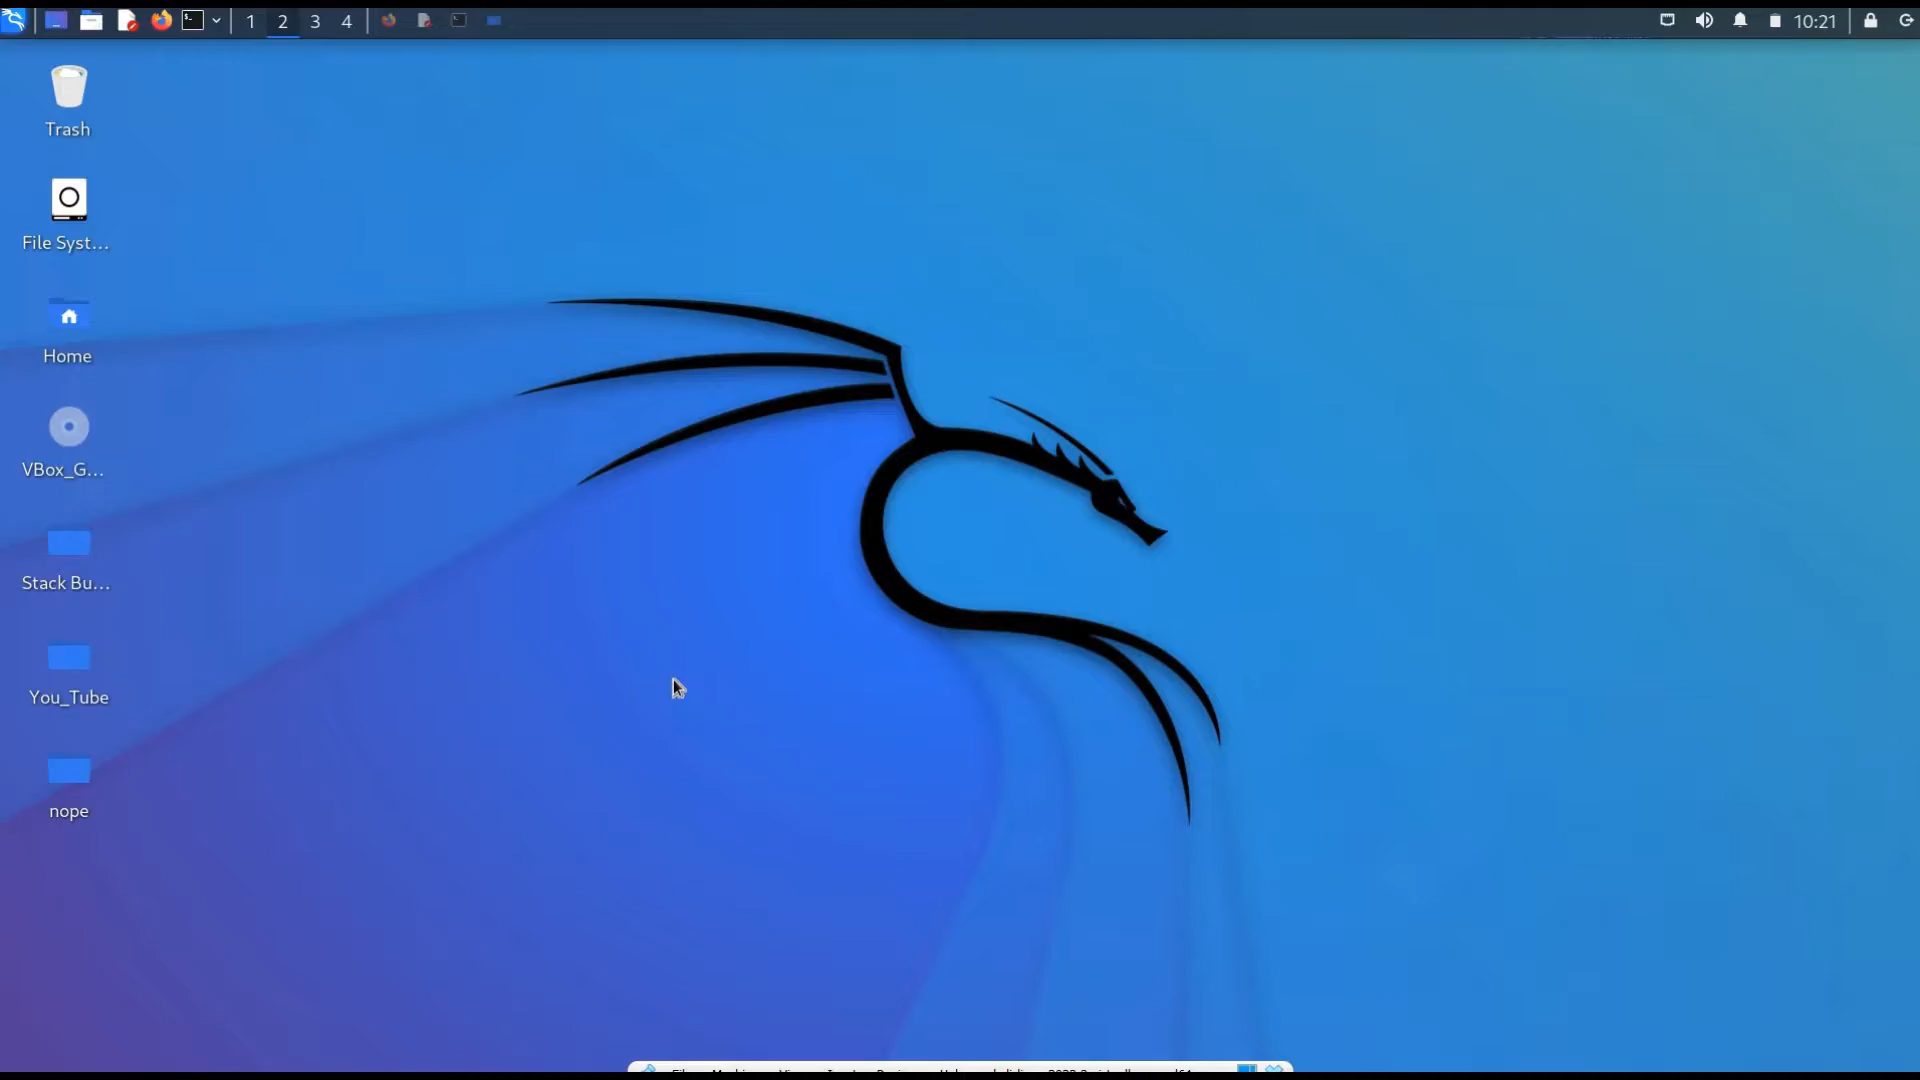 1 2 3 4
10:21
Trash
File Syst...
Home
VBox_G...
Stack Bu...
You_Tube
nope